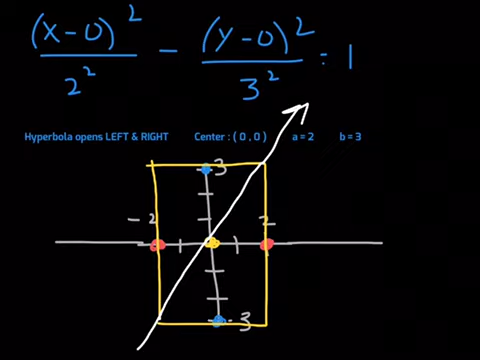 (x-0)² / 2² - (y-0)² / 3² = 1
Hyperbola opens LEFT & RIGHT Center : ( 0 , 0 ) a = 2 b = 3
3
-2 2
1 1
-3